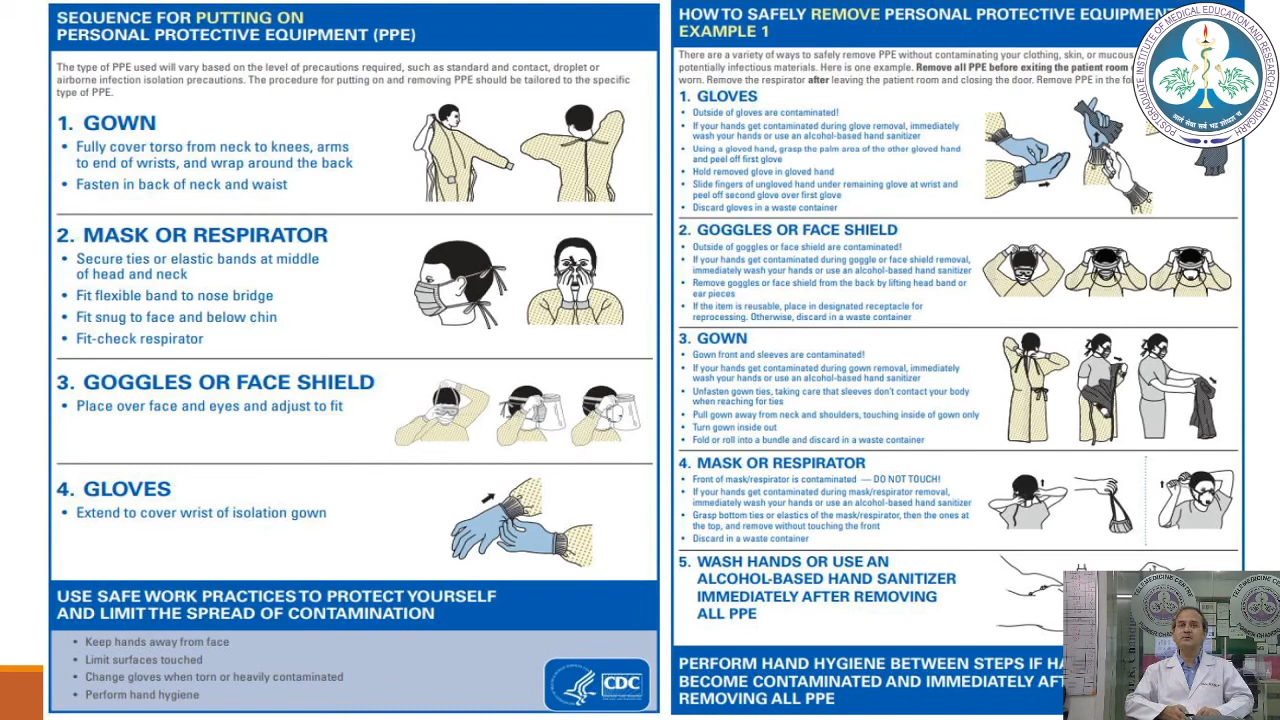 SEQUENCE FOR PUTTING ON
PERSONAL PROTECTIVE EQUIPMENT (PPE)
The type of PPE used will vary based on the level of precautions required, such as standard and contact, droplet or
airborne infection isolation precautions. The procedure for putting on and removing PPE should be tailored to the specific
type of PPE.
1. GOWN
• Fully cover torso from neck to knees, arms
to end of wrists, and wrap around the back
• Fasten in back of neck and waist
2. MASK OR RESPIRATOR
• Secure ties or elastic bands at middle
of head and neck
• Fit flexible band to nose bridge
• Fit snug to face and below chin
• Fit-check respirator
3. GOGGLES OR FACE SHIELD
• Place over face and eyes and adjust to fit
4. GLOVES
• Extend to cover wrist of isolation gown
USE SAFE WORK PRACTICES TO PROTECT YOURSELF
AND LIMIT THE SPREAD OF CONTAMINATION
• Keep hands away from face
• Limit surfaces touched
• Change gloves when torn or heavily contaminated
• Perform hand hygiene
CDC
HOW TO SAFELY REMOVE PERSONAL PROTECTIVE EQUIPMENT
EXAMPLE 1
There are a variety of ways to safely remove PPE without contaminating your clothing, skin, or mucous
potentially infectious materials. Here is one example. Remove all PPE before exiting the patient room
worn. Remove the respirator after leaving the patient room and closing the door. Remove PPE in the
1. GLOVES
• Outside of gloves are contaminated!
• If your hands get contaminated during glove removal, immediately
wash your hands or use an alcohol-based hand sanitizer
• Using a gloved hand, grasp the palm area of the other gloved hand
and peel off first glove
• Hold removed glove in gloved hand
• Slide fingers of ungloved hand under remaining glove at wrist and
peel off second glove over first glove
• Discard gloves in a waste container
2. GOGGLES OR FACE SHIELD
• Outside of goggles or face shield are contaminated!
• If your hands get contaminated during goggle or face shield removal,
immediately wash your hands or use an alcohol-based hand sanitizer
• Remove goggles or face shield from the back by lifting head band or
ear pieces
• If the item is reusable, place in designated receptacle for
reprocessing. Otherwise, discard in a waste container
3. GOWN
• Gown front and sleeves are contaminated!
• If your hands get contaminated during gown removal, immediately
wash your hands or use an alcohol-based hand sanitizer
• Unfasten gown ties, taking care that sleeves don't contact your body
when reaching for ties
• Pull gown away from neck and shoulders, touching inside of gown only
• Turn gown inside out
• Fold or roll into a bundle and discard in a waste container
4. MASK OR RESPIRATOR
• Front of mask/respirator is contaminated — DO NOT TOUCH!
• If your hands get contaminated during mask/respirator removal,
immediately wash your hands or use an alcohol-based hand sanitizer
• Grasp bottom ties or elastics of the mask/respirator, then the ones at
the top, and remove without touching the front
• Discard in a waste container
5. WASH HANDS OR USE AN
ALCOHOL-BASED HAND SANITIZER
IMMEDIATELY AFTER REMOVING
ALL PPE
PERFORM HAND HYGIENE BETWEEN STEPS IF
BECOME CONTAMINATED AND IMMEDIATELY
REMOVING ALL PPE
POSTGRADUATE INSTITUTE OF MEDICAL EDUCATION AND RESEARCH, CHANDIGARH
TELEMEDICINE